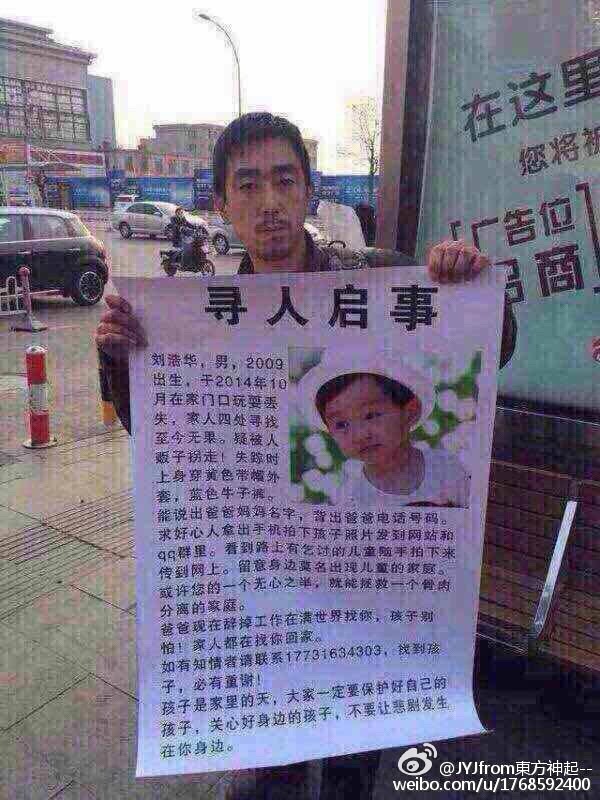 寻人启事
刘浩华，男，2009
出生，于2014年10
月在家门口玩耍丢
失，家人四处寻找
至今无果。疑被人
贩子拐走！失踪时
上身穿黄色带帽外
套，蓝色牛子裤。
能说出爸爸妈妈名字，背出爸爸电话号码。
求好心人拿出手机拍下孩子照片发到网站和
qq群里。看到路上有乞讨的儿童随手拍下来
传到网上。留意身边莫名出现儿童的家庭。
或许您的一个无心之举，就能拯救一个骨肉
分离的家庭。
爸爸现在辞掉工作在满世界找你，孩子别
怕！家人都在找你回家。
如有知情者请联系17731634303，找到孩
子，必有重谢！
孩子是家里的天，大家一定要保护好自己的
孩子，关心好身边的孩子，不要让悲剧发生
在你身边。
在这里
您将被
[广告位
招商]
@JYJfrom東方神起--
weibo.com/u/1768592400